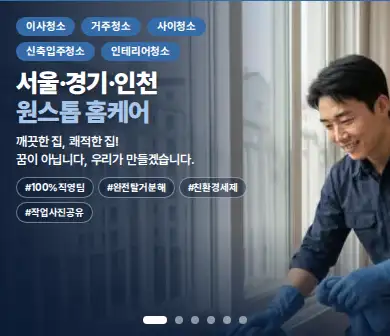 이사청소 거주청소 사이청소
신축입주청소 인테리어청소
서울·경기·인천
원스톱 홈케어
깨끗한 집, 쾌적한 집!
꿈이 아닙니다, 우리가 만들겠습니다.
#100%직영팀 #완전탈거분해 #친환경세제
#작업사진공유